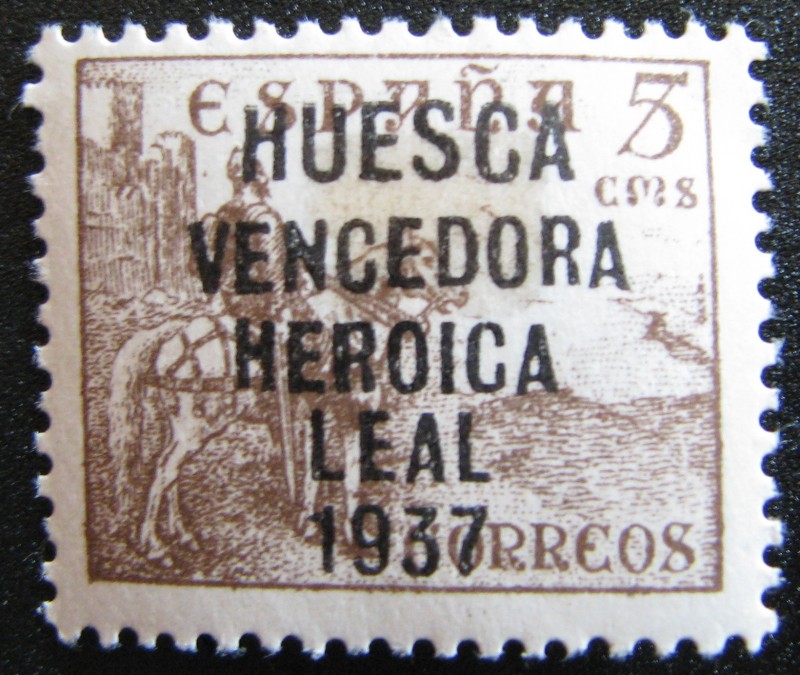 ESPAÑA 5
CMS
HUESCA
VENCEDORA
HEROICA
LEAL
1937
CORREOS